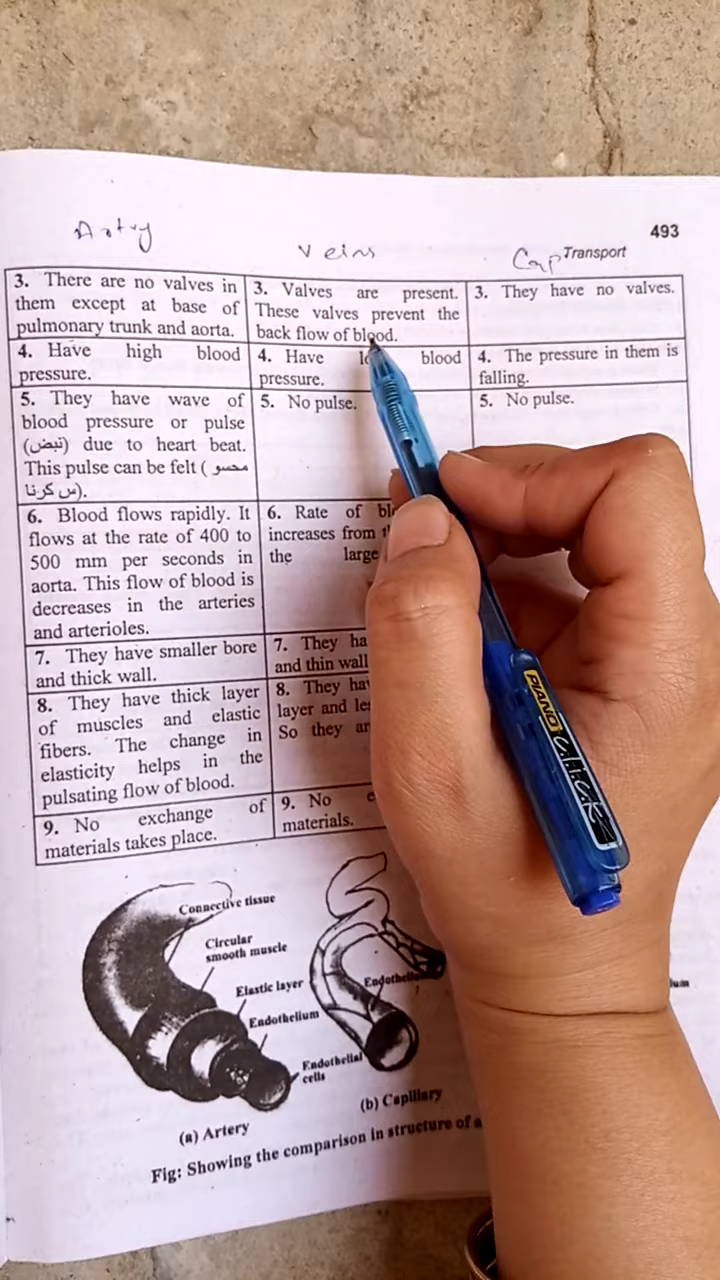 493
Veins
Cap Transport
3. There are no valves in
them except at base of
pulmonary trunk and aorta.
3. Valves are present.
These valves prevent the
back flow of blood.
3. They have no valves.
4. Have high blood
pressure.
4. Have blood
pressure.
4. The pressure in them is
falling.
5. They have wave of
blood pressure or pulse
(نبض) due to heart beat.
This pulse can be felt ( محسو
س کرنا).
5. No pulse.
5. No pulse.
6. Blood flows rapidly. It
flows at the rate of 400 to
500 mm per seconds in
aorta. This flow of blood is
decreases in the arteries
and arterioles.
6. Rate of
increases from
the large
7. They have smaller bore
and thick wall.
7. They
and thin wall
8. They have thick layer
of muscles and elastic
fibers. The change in
elasticity helps in the
pulsating flow of blood.
8. They
layer and
So they
9. No exchange of
materials takes place.
9. No
materials.
Connective tissue
Circular
smooth muscle
Elastic layer
Endothelium
Endothelial
cells
(a) Artery
(b) Capillary
Fig: Showing the comparison in structure of
PIANO